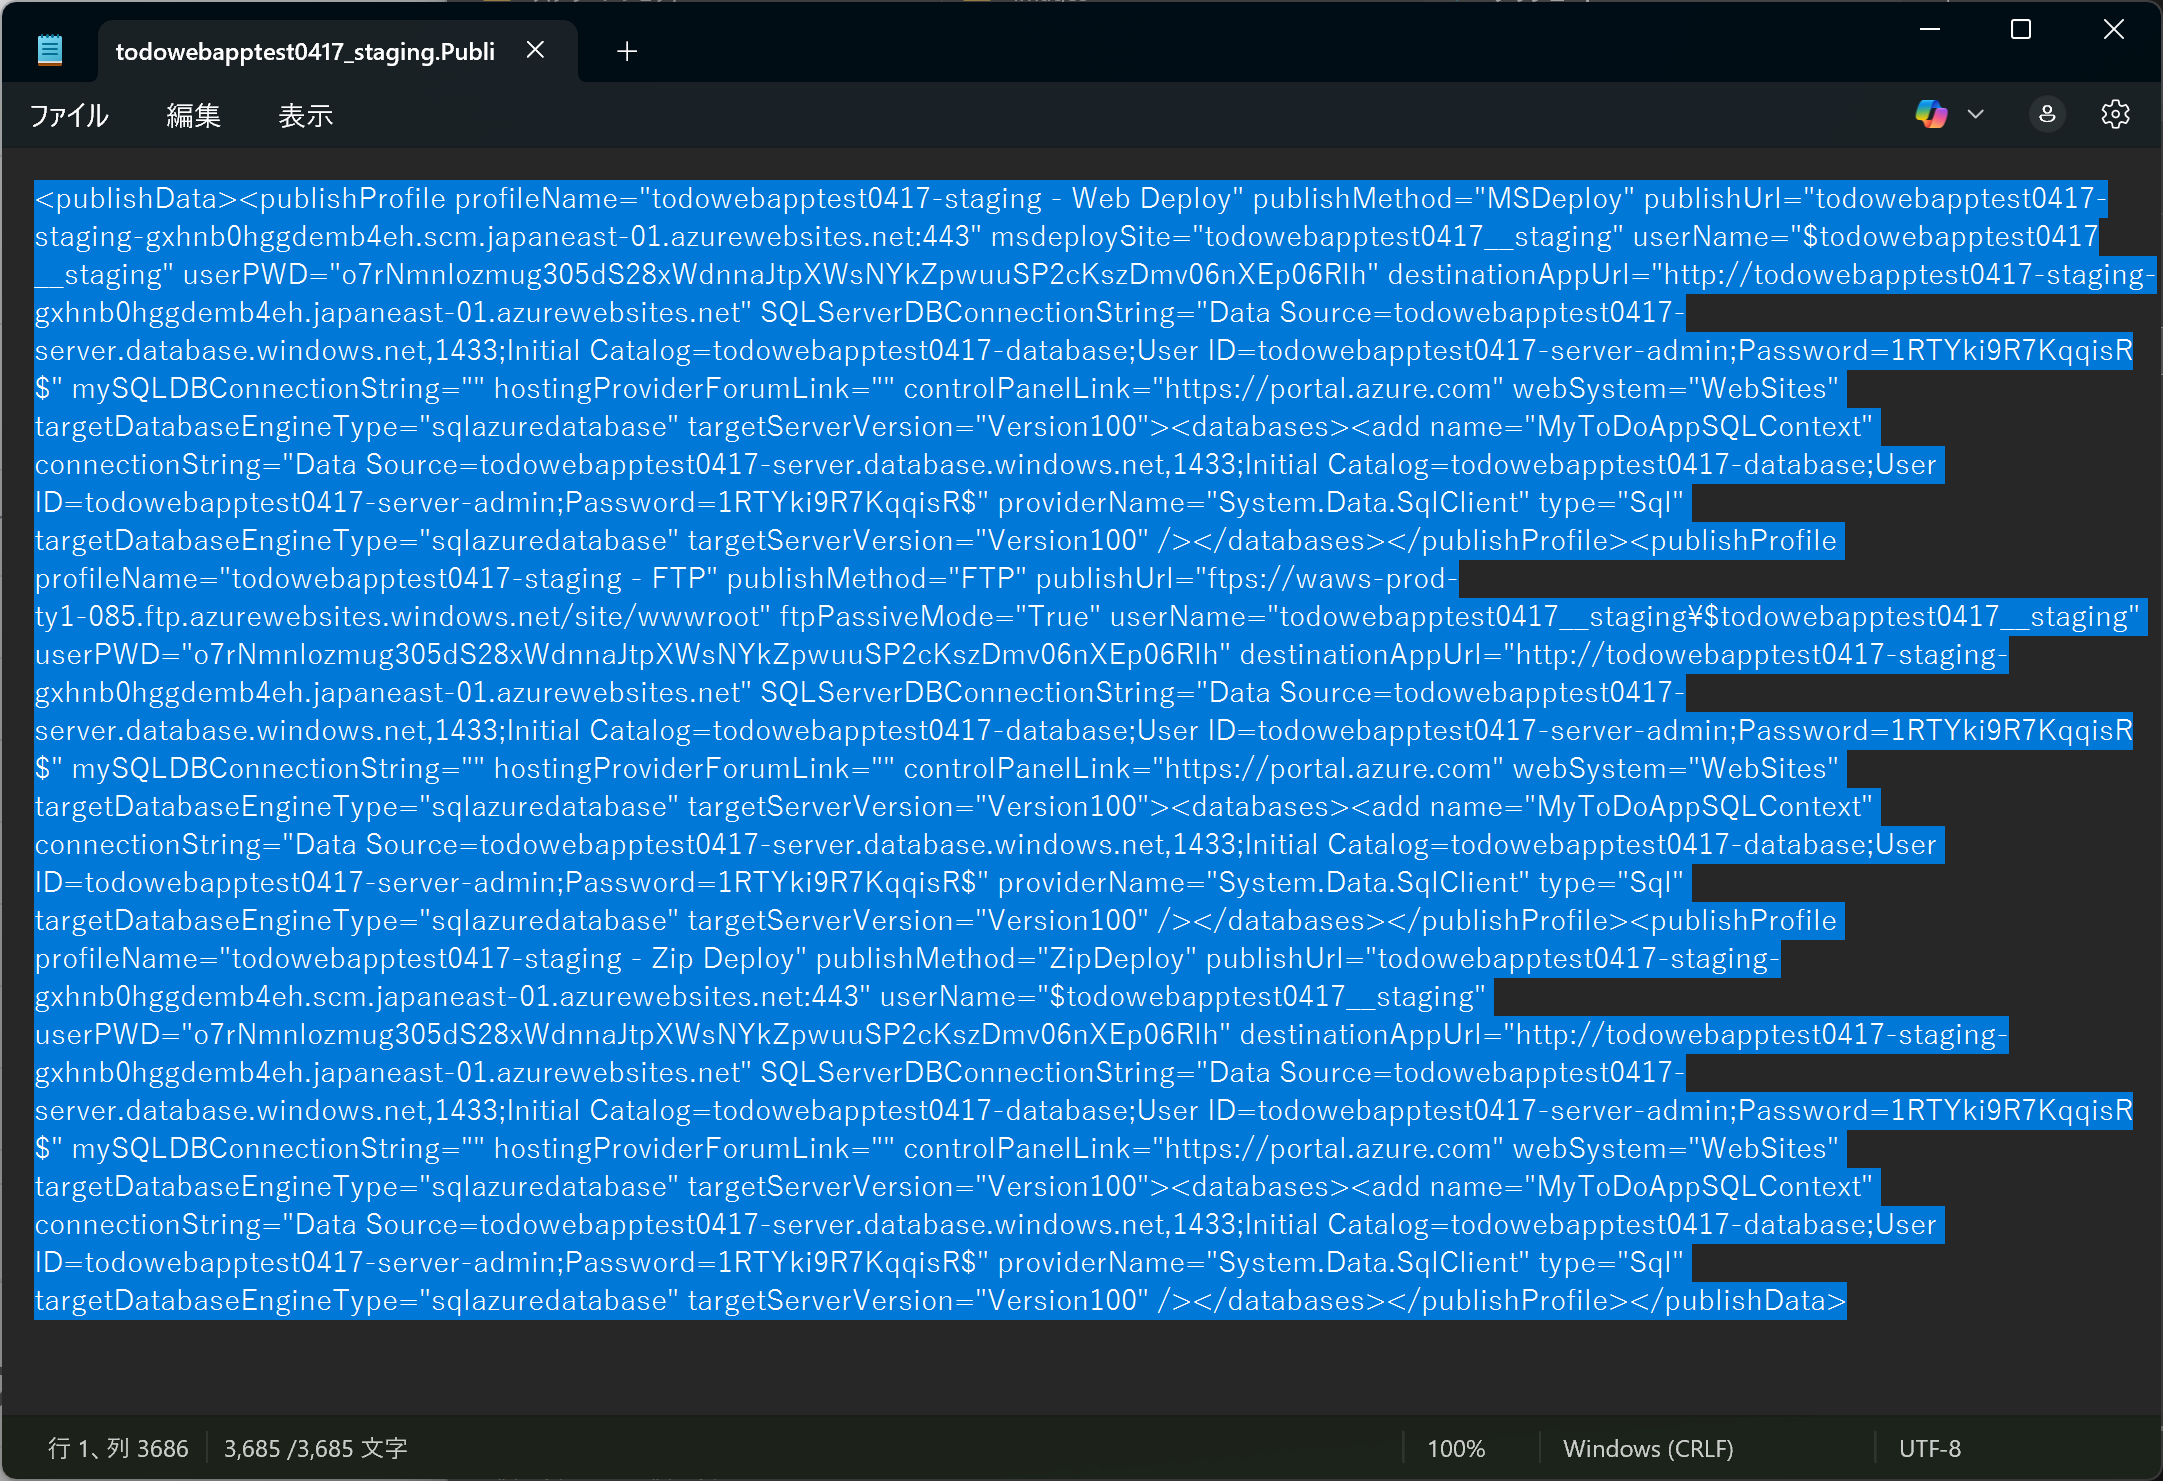 todowebapptest0417_staging.Publi
ファイル 編集 表示
<publishData><publishProfile profileName="todowebapptest0417-staging - Web Deploy" publishMethod="MSDeploy" publishUrl="todowebapptest0417-
staging-gxhnb0hggdemb4eh.scm.japaneast-01.azurewebsites.net:443" msdeploySite="todowebapptest0417__staging" userName="$todowebapptest0417
__staging" userPWD="o7rNmnIozmug305dS28xWdnnaJtpXWsNYkZpwuuSP2cKszDmv06nXEp06RIh" destinationAppUrl="http://todowebapptest0417-staging-
gxhnb0hggdemb4eh.japaneast-01.azurewebsites.net" SQLServerDBConnectionString="Data Source=todowebapptest0417-
server.database.windows.net,1433;Initial Catalog=todowebapptest0417-database;User ID=todowebapptest0417-server-admin;Password=1RTYki9R7KqqisR
$" mySQLDBConnectionString="" hostingProviderForumLink="" controlPanelLink="https://portal.azure.com" webSystem="WebSites"
targetDatabaseEngineType="sqlazuredatabase" targetServerVersion="Version100"><databases><add name="MyToDoAppSQLContext"
connectionString="Data Source=todowebapptest0417-server.database.windows.net,1433;Initial Catalog=todowebapptest0417-database;User
ID=todowebapptest0417-server-admin;Password=1RTYki9R7KqqisR$" providerName="System.Data.SqlClient" type="Sql"
targetDatabaseEngineType="sqlazuredatabase" targetServerVersion="Version100" /></databases></publishProfile><publishProfile
profileName="todowebapptest0417-staging - FTP" publishMethod="FTP" publishUrl="ftps://waws-prod-
ty1-085.ftp.azurewebsites.windows.net/site/wwwroot" ftpPassiveMode="True" userName="todowebapptest0417__staging¥$todowebapptest0417__staging"
userPWD="o7rNmnIozmug305dS28xWdnnaJtpXWsNYkZpwuuSP2cKszDmv06nXEp06RIh" destinationAppUrl="http://todowebapptest0417-staging-
gxhnb0hggdemb4eh.japaneast-01.azurewebsites.net" SQLServerDBConnectionString="Data Source=todowebapptest0417-
server.database.windows.net,1433;Initial Catalog=todowebapptest0417-database;User ID=todowebapptest0417-server-admin;Password=1RTYki9R7KqqisR
$" mySQLDBConnectionString="" hostingProviderForumLink="" controlPanelLink="https://portal.azure.com" webSystem="WebSites"
targetDatabaseEngineType="sqlazuredatabase" targetServerVersion="Version100"><databases><add name="MyToDoAppSQLContext"
connectionString="Data Source=todowebapptest0417-server.database.windows.net,1433;Initial Catalog=todowebapptest0417-database;User
ID=todowebapptest0417-server-admin;Password=1RTYki9R7KqqisR$" providerName="System.Data.SqlClient" type="Sql"
targetDatabaseEngineType="sqlazuredatabase" targetServerVersion="Version100" /></databases></publishProfile><publishProfile
profileName="todowebapptest0417-staging - Zip Deploy" publishMethod="ZipDeploy" publishUrl="todowebapptest0417-staging-
gxhnb0hggdemb4eh.scm.japaneast-01.azurewebsites.net:443" userName="$todowebapptest0417__staging"
userPWD="o7rNmnIozmug305dS28xWdnnaJtpXWsNYkZpwuuSP2cKszDmv06nXEp06RIh" destinationAppUrl="http://todowebapptest0417-staging-
gxhnb0hggdemb4eh.japaneast-01.azurewebsites.net" SQLServerDBConnectionString="Data Source=todowebapptest0417-
server.database.windows.net,1433;Initial Catalog=todowebapptest0417-database;User ID=todowebapptest0417-server-admin;Password=1RTYki9R7KqqisR
$" mySQLDBConnectionString="" hostingProviderForumLink="" controlPanelLink="https://portal.azure.com" webSystem="WebSites"
targetDatabaseEngineType="sqlazuredatabase" targetServerVersion="Version100"><databases><add name="MyToDoAppSQLContext"
connectionString="Data Source=todowebapptest0417-server.database.windows.net,1433;Initial Catalog=todowebapptest0417-database;User
ID=todowebapptest0417-server-admin;Password=1RTYki9R7KqqisR$" providerName="System.Data.SqlClient" type="Sql"
targetDatabaseEngineType="sqlazuredatabase" targetServerVersion="Version100" /></databases></publishProfile></publishData>
行 1、列 3686 3,685 /3,685 文字 100% Windows (CRLF) UTF-8